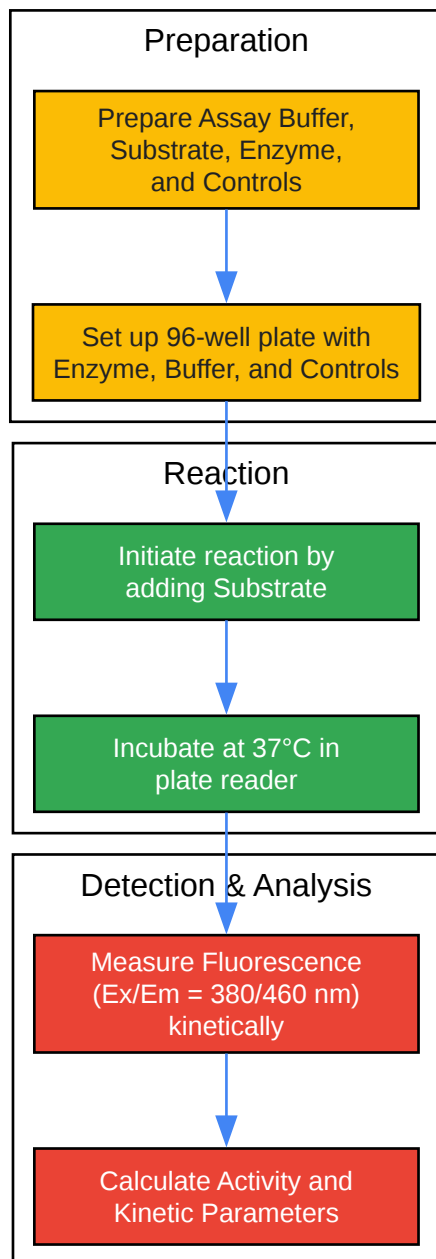 Preparation
Prepare Assay Buffer,
Substrate, Enzyme,
and Controls
Set up 96-well plate with
Enzyme, Buffer, and Controls
Reaction
Initiate reaction by
adding Substrate
Incubate at 37°C in
plate reader
Detection & Analysis
Measure Fluorescence
(Ex/Em = 380/460 nm)
kinetically
Calculate Activity and
Kinetic Parameters